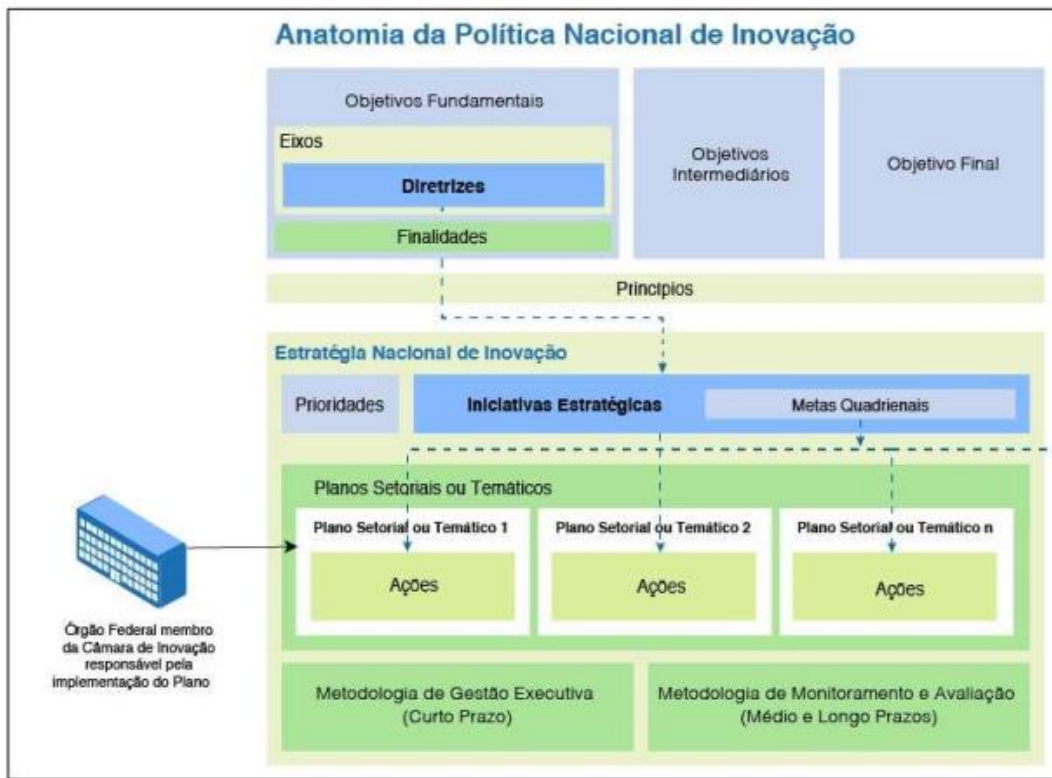 Anatomia da Política Nacional de Inovação
Objetivos Fundamentais
Eixos
Diretrizes
Finalidades
Objetivos
Intermediários
Objetivo Final
Princípios
Estratégia Nacional de Inovação
Prioridades
Iniciativas Estratégicas
Metas Quadrienais
Planos Setoriais ou Temáticos
Plano Setorial ou Temático 1
Ações
Plano Setorial ou Temático 2
Ações
Plano Setorial ou Temático n
Ações
Órgão Federal membro
da Câmara de Inovação
responsável pela
implementação do Plano
Metodologia de Gestão Executiva
(Curto Prazo)
Metodologia de Monitoramento e Avaliação
(Médio e Longo Prazos)